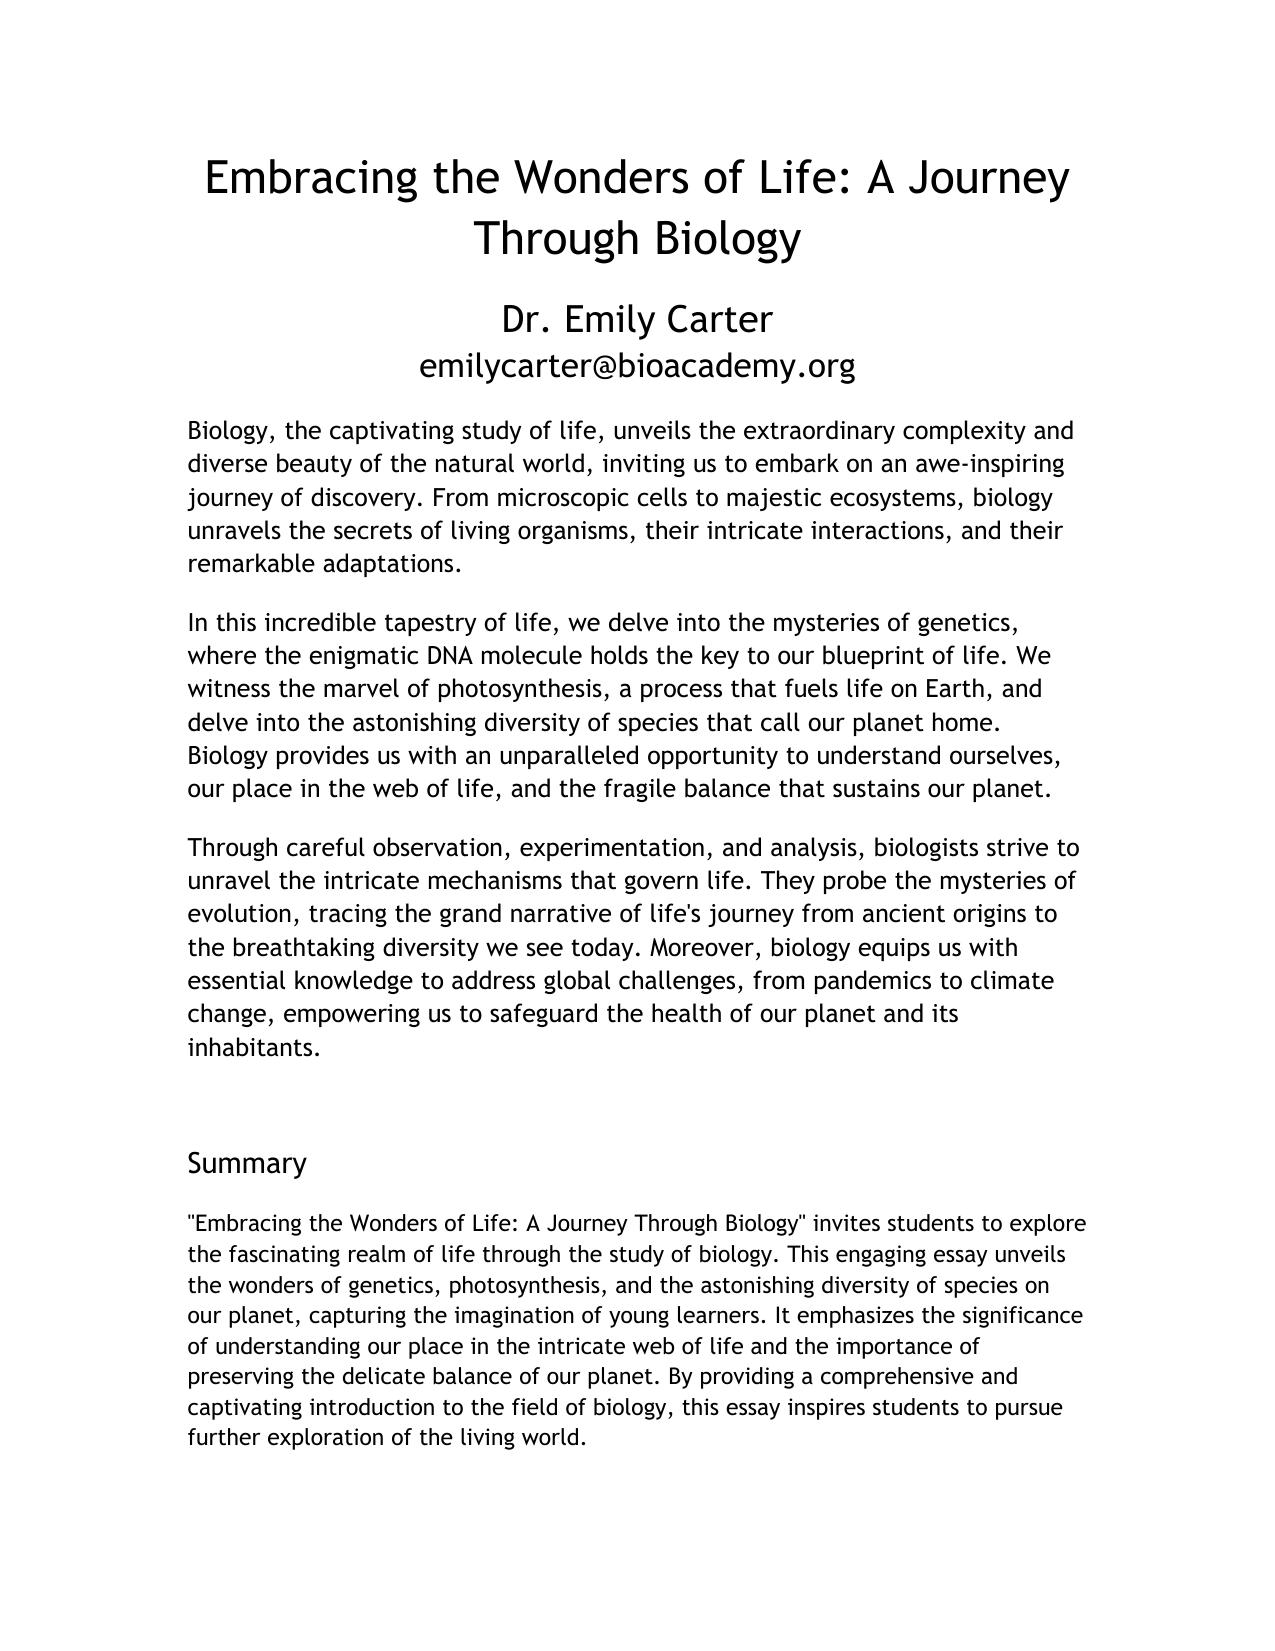 Embracing the Wonders of Life: A Journey
Through Biology
Dr. Emily Carter
emilycarter@bioacademy.org
Biology, the captivating study of life, unveils the extraordinary complexity and
diverse beauty of the natural world, inviting us to embark on an awe-inspiring
journey of discovery. From microscopic cells to majestic ecosystems, biology
unravels the secrets of living organisms, their intricate interactions, and their
remarkable adaptations.
In this incredible tapestry of life, we delve into the mysteries of genetics,
where the enigmatic DNA molecule holds the key to our blueprint of life. We
witness the marvel of photosynthesis, a process that fuels life on Earth, and
delve into the astonishing diversity of species that call our planet home.
Biology provides us with an unparalleled opportunity to understand ourselves,
our place in the web of life, and the fragile balance that sustains our planet.
Through careful observation, experimentation, and analysis, biologists strive to
unravel the intricate mechanisms that govern life. They probe the mysteries of
evolution, tracing the grand narrative of life's journey from ancient origins to
the breathtaking diversity we see today. Moreover, biology equips us with
essential knowledge to address global challenges, from pandemics to climate
change, empowering us to safeguard the health of our planet and its
inhabitants.
Summary
"Embracing the Wonders of Life: A Journey Through Biology" invites students to explore
the fascinating realm of life through the study of biology. This engaging essay unveils
the wonders of genetics, photosynthesis, and the astonishing diversity of species on
our planet, capturing the imagination of young learners. It emphasizes the significance
of understanding our place in the intricate web of life and the importance of
preserving the delicate balance of our planet. By providing a comprehensive and
captivating introduction to the field of biology, this essay inspires students to pursue
further exploration of the living world.